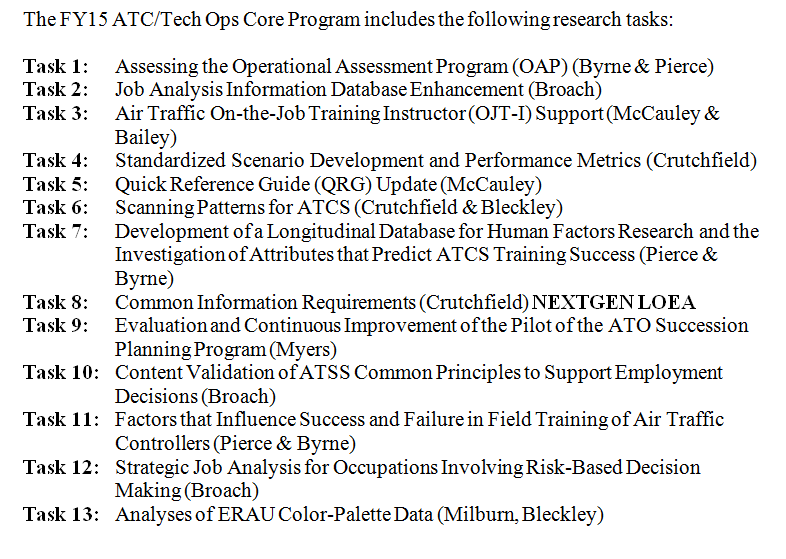 The FY15 ATC/Tech Ops Core Program includes the following research tasks:
Task 1: Assessing the Operational Assessment Program (OAP) (Byrne & Pierce)
Task 2: Job Analysis Information Database Enhancement (Broach)
Task 3: Air Traffic On-the-Job Training Instructor (OJT-I) Support (McCauley &
Bailey)
Task 4: Standardized Scenario Development and Performance Metrics (Crutchfield)
Task 5: Quick Reference Guide (QRG) Update (McCauley)
Task 6: Scanning Patterns for ATCS (Crutchfield & Bleckley)
Task 7: Development of a Longitudinal Database for Human Factors Research and the
Investigation of Attributes that Predict ATCS Training Success (Pierce &
Byrne)
Task 8: Common Information Requirements (Crutchfield) NEXTGEN LOEA
Task 9: Evaluation and Continuous Improvement of the Pilot of the ATO Succession
Planning Program (Myers)
Task 10: Content Validation of ATSS Common Principles to Support Employment
Decisions (Broach)
Task 11: Factors that Influence Success and Failure in Field Training of Air Traffic
Controllers (Pierce & Byrne)
Task 12: Strategic Job Analysis for Occupations Involving Risk-Based Decision
Making (Broach)
Task 13: Analyses of ERAU Color-Palette Data (Milburn, Bleckley)